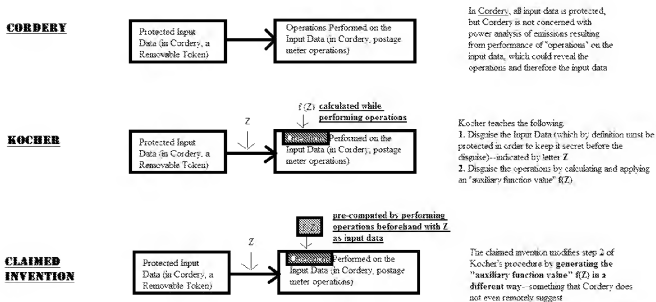 CORDERY
Protected Input
Data (in Cordery, a
Removable Token)
Operations Performed on the
Input Data (in Cordery, postage
meter operations)
In Cordery, all input data is protected,
but Cordery is not concerned with
power analysis of emissions resulting
from performance of "operations" on the
input data, which could reveal the
operations and therefore the input data
KOCHER
Protected Input
Data (in Cordery, a
Removable Token)
Z
f(Z) calculated while
performing operations
Performed on the
Input Data (in Cordery, postage
meter operations)
Kocher teaches the following
1. Disguise the Input Data (which by definition must be
protected in order to keep it secret before the
disguise)--indicated by letter Z
2. Disguise the operations by calculating and applying
an "auxiliary function value" f(Z)
CLAIMED
INVENTION
Protected Input
Data (in Cordery, a
Removable Token)
Z
pre-computed by performing
operations beforehand with Z
as input data
Performed on the
Input Data (in Cordery, postage
meter operations)
The claimed invention modifies step 2 of
Kocher's procedure by generating the
"auxiliary function value" f(Z) in a
different way--something that Cordery does
not even remotely suggest